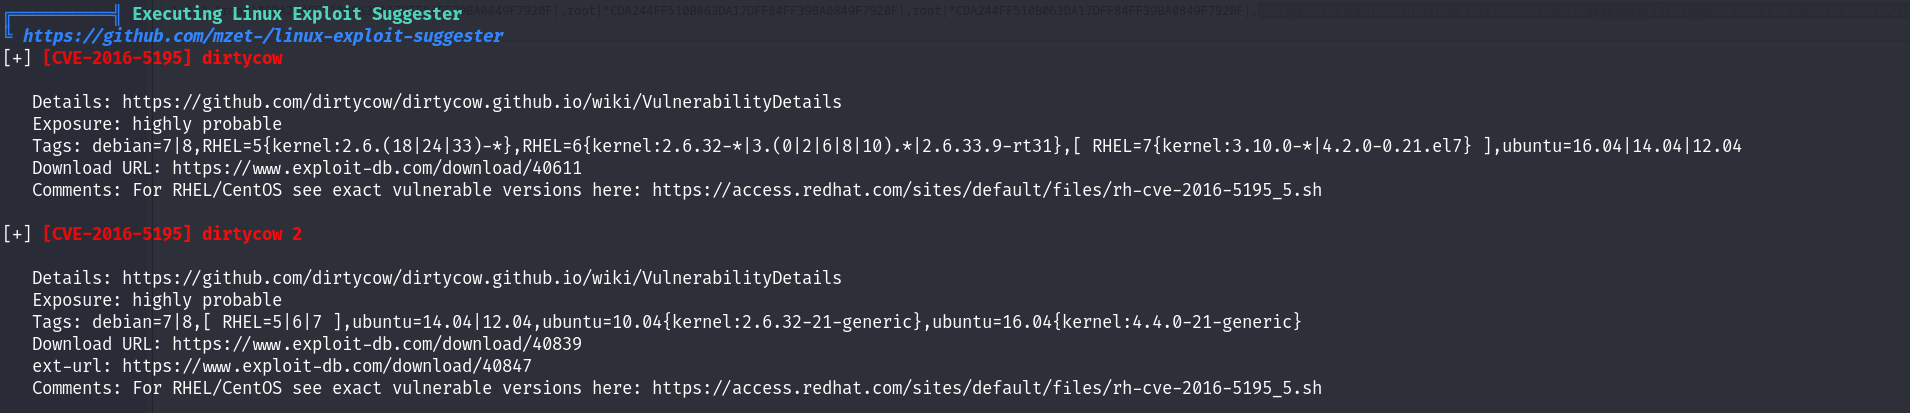 Executing Linux Exploit Suggester
https://github.com/mzet-/linux-exploit-suggester
[+] [CVE-2016-5195] dirtycow
Details: https://github.com/dirtycow/dirtycow.github.io/wiki/VulnerabilityDetails
Exposure: highly probable
Tags: debian=7|8,RHEL=5{kernel:2.6.(18|24|33)-*},RHEL=6{kernel:2.6.32-*|3.(0|2|6|8|10).*|2.6.33.9-rt31},[ RHEL=7{kernel:3.10.0-*|4.2.0-0.21.el7} ],ubuntu=16.04|14.04|12.04
Download URL: https://www.exploit-db.com/download/40611
Comments: For RHEL/CentOS see exact vulnerable versions here: https://access.redhat.com/sites/default/files/rh-cve-2016-5195_5.sh
[+] [CVE-2016-5195] dirtycow 2
Details: https://github.com/dirtycow/dirtycow.github.io/wiki/VulnerabilityDetails
Exposure: highly probable
Tags: debian=7|8,[ RHEL=5|6|7 ],ubuntu=14.04|12.04,ubuntu=10.04{kernel:2.6.32-21-generic},ubuntu=16.04{kernel:4.4.0-21-generic}
Download URL: https://www.exploit-db.com/download/40839
ext-url: https://www.exploit-db.com/download/40847
Comments: For RHEL/CentOS see exact vulnerable versions here: https://access.redhat.com/sites/default/files/rh-cve-2016-5195_5.sh